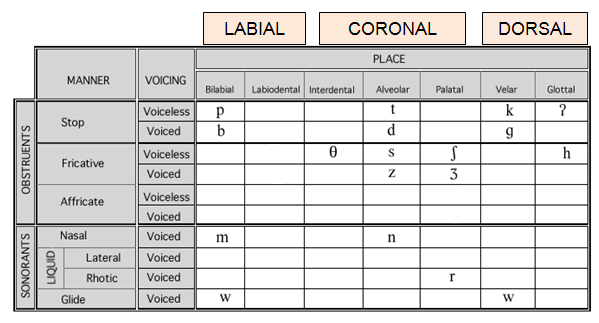 LABIAL CORONAL DORSAL
PLACE
MANNER VOICING
Bilabial Labiodental Interdental Alveolar Palatal Velar Glottal
OBSTRUENTS
Stop
Voiceless p t k ʔ
Voiced b d g
Fricative
Voiceless θ s ʃ h
Voiced z ʒ
Affricate
Voiceless
Voiced
SONORANTS
Nasal Voiced m n
LIQUID
Lateral Voiced
Rhotic Voiced r
Glide Voiced w w